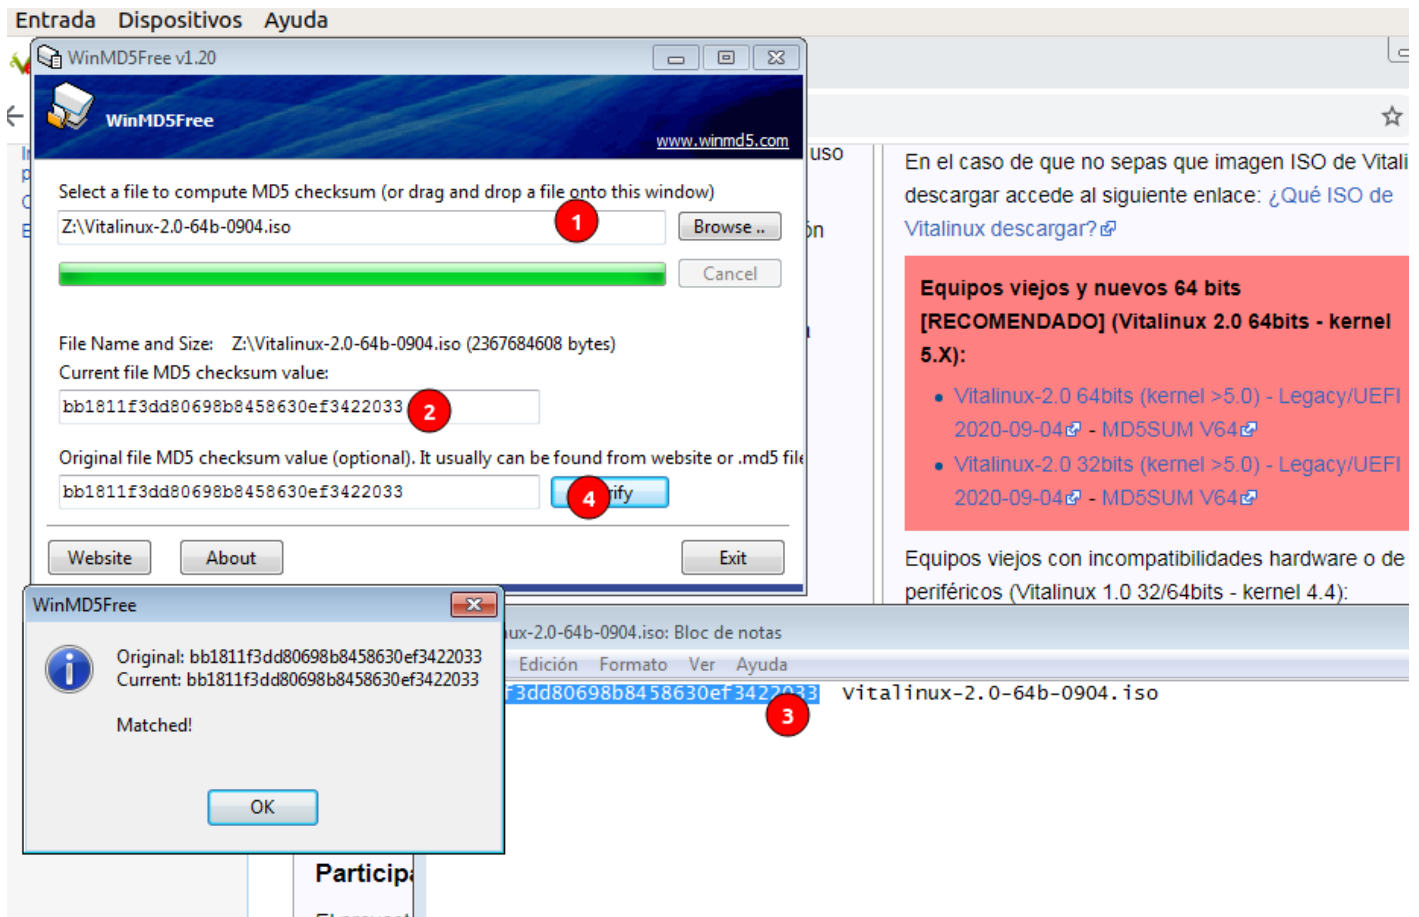 Entrada Dispositivos Ayuda
WinMD5Free v1.20
WinMD5Free
www.winmd5.com
Select a file to compute MD5 checksum (or drag and drop a file onto this window)
1
Z:\Vitalinux-2.0-64b-0904.iso
Browse ..
Cancel
File Name and Size: Z:\Vitalinux-2.0-64b-0904.iso (2367684608 bytes)
Current file MD5 checksum value:
bb1811f3dd80698b8458630ef3422033
2
Original file MD5 checksum value (optional). It usually can be found from website or .md5 file
bb1811f3dd80698b8458630ef3422033
4
rify
Website
About
Exit
uso
ón
En el caso de que no sepas que imagen ISO de Vitali
descargar accede al siguiente enlace: ¿Qué ISO de
Vitalinux descargar?
Equipos viejos y nuevos 64 bits
[RECOMENDADO] (Vitalinux 2.0 64bits - kernel
5.X):
• Vitalinux-2.0 64bits (kernel >5.0) - Legacy/UEFI
2020-09-04 - MD5SUM V64
• Vitalinux-2.0 32bits (kernel >5.0) - Legacy/UEFI
2020-09-04 - MD5SUM V64
Equipos viejos con incompatibilidades hardware o de
periféricos (Vitalinux 1.0 32/64bits - kernel 4.4):
WinMD5Free
Original: bb1811f3dd80698b8458630ef3422033
Current: bb1811f3dd80698b8458630ef3422033
Matched!
OK
ux-2.0-64b-0904.iso: Bloc de notas
Edición Formato Ver Ayuda
f3dd80698b8458630ef3422033 Vitalinux-2.0-64b-0904.iso
3
Particip